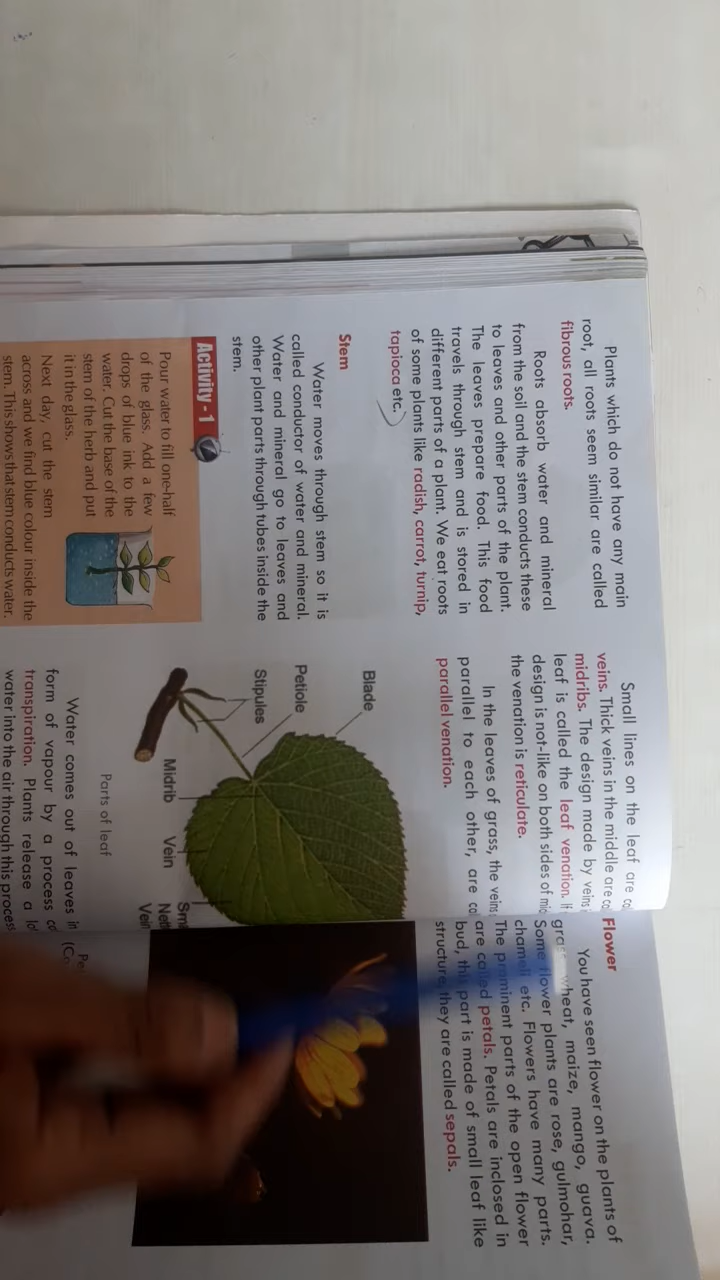 Plants which do not have any main
root, all roots seem similar are called
fibrous roots.
Roots absorb water and mineral
from the soil and the stem conducts these
to leaves and other parts of the plant.
The leaves prepare food. This food
travels through stem and is stored in
different parts of a plant. We eat roots
of some plants like radish, carrot, turnip,
tapioca etc.
Stem
Water moves through stem so it is
called conductor of water and mineral.
Water and mineral go to leaves and
other plant parts through tubes inside the
stem.
Activity - 1
Pour water to fill one-half
of the glass. Add a few
drops of blue ink to the
water. Cut the base of the
stem of the herb and put
it in the glass.
Next day, cut the stem
across and we find blue colour inside the
stem. This shows that stem conducts water.
Small lines on the leaf are
veins. Thick veins in the middle are
midribs. The design made by veins
leaf is called the leaf venation. If
design is not-like on both sides of
the venation is reticulate.
In the leaves of grass, the veins
parallel to each other, are
parallel venation.
Blade
Petiole
Stipules
Midrib
Vein
Parts of leaf
Water comes out of leaves
form of vapour by a process
transpiration. Plants release a
water into the air through this process
Flower
You have seen flower on the plants of
wheat, maize, mango, guava.
Some flower plants are rose, gulmohar,
chameli etc. Flowers have many parts.
The prominent parts of the open flower
are called petals. Petals are inclosed in
bud, this part is made of small leaf like
structure, they are called sepals.